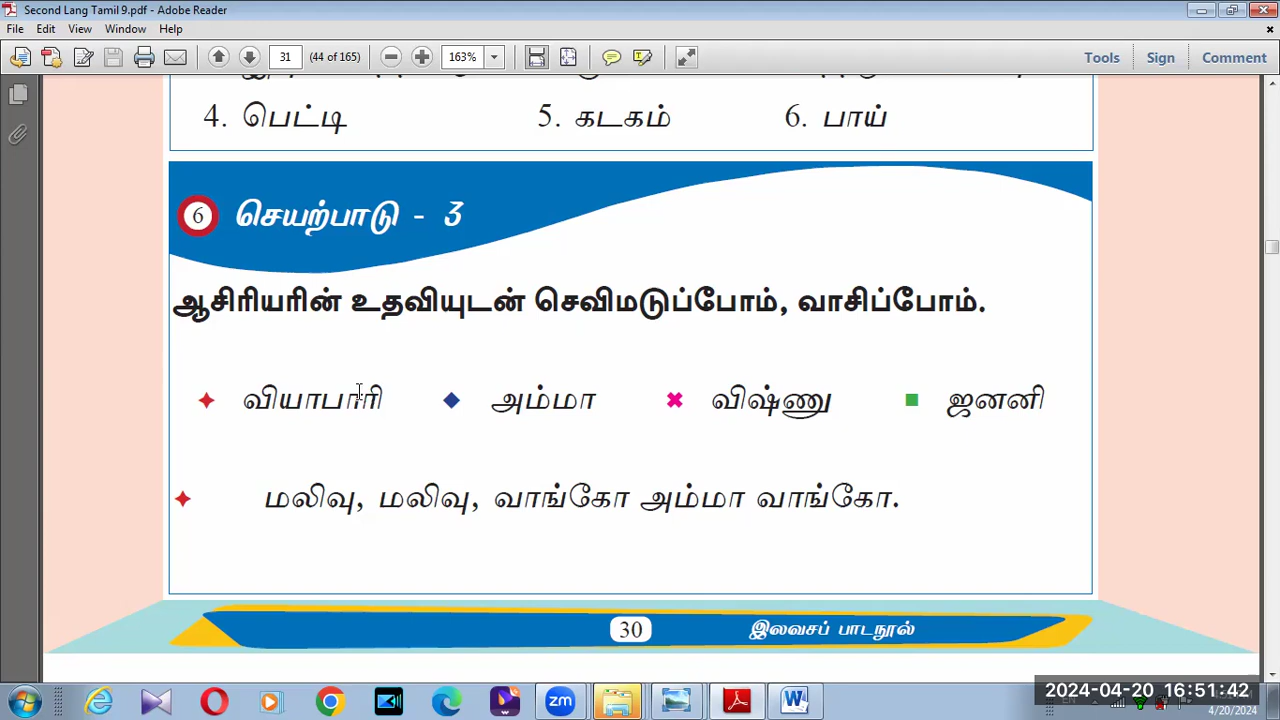 Second Lang Tamil 9.pdf - Adobe Reader
File Edit View Window Help
31 (44 of 165) 163% Tools Sign Comment
4. பெட்டி 5. கடகம் 6. பாய்
6 செயற்பாடு - 3
ஆசிரியரின் உதவியுடன் செவிமடுப்போம், வாசிப்போம்.
வியாபாரி அம்மா விஷ்ணு ஜனனி
மலிவு, மலிவு, வாங்கோ அம்மா வாங்கோ.
30 இலவசப் பாடநூல்
zm W
2024-04-20 16:51:42
4/20/2024